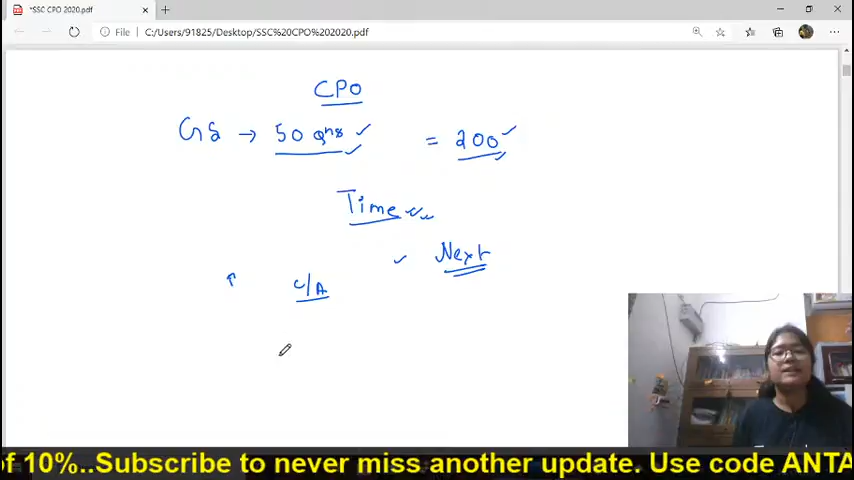 *SSC CPO 2020.pdf
File C:/Users/91825/Desktop/SSC%20CPO%202020.pdf
CPO
GS → 50 Qns = 200
Time
Next
C/A
of 10%..Subscribe to never miss another update. Use code ANTA